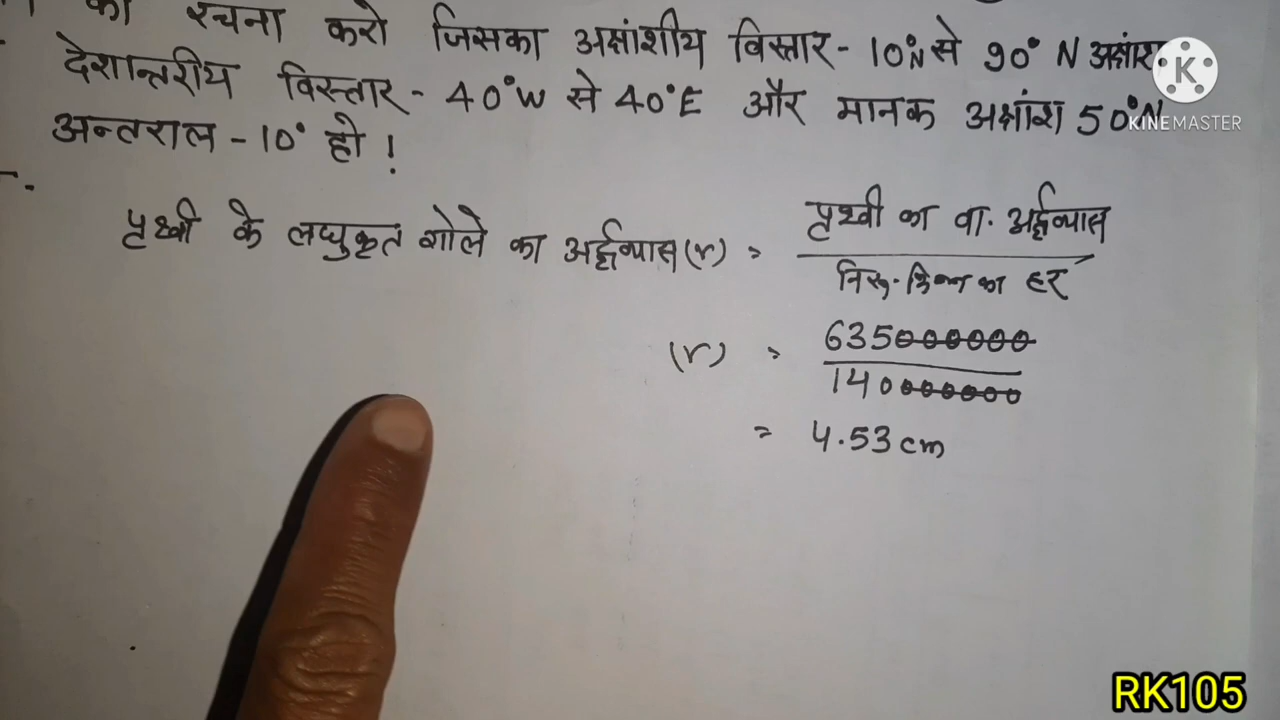 का रचना करो जिसका अक्षांशीय विस्तार - 10°N से 90° N अक्षांश
देशान्तरीय विस्तार - 40°W से 40°E और मानक अक्षांश 50°N
अन्तराल - 10° हो !
पृथ्वी के लघुकृत गोले का अर्द्धव्यास (r) = पृथ्वी का वा. अर्द्धव्यास
निरू. भिन्न का हर
(r) = 635000000
140000000
= 4.53 cm
K
KINEMASTER
RK105